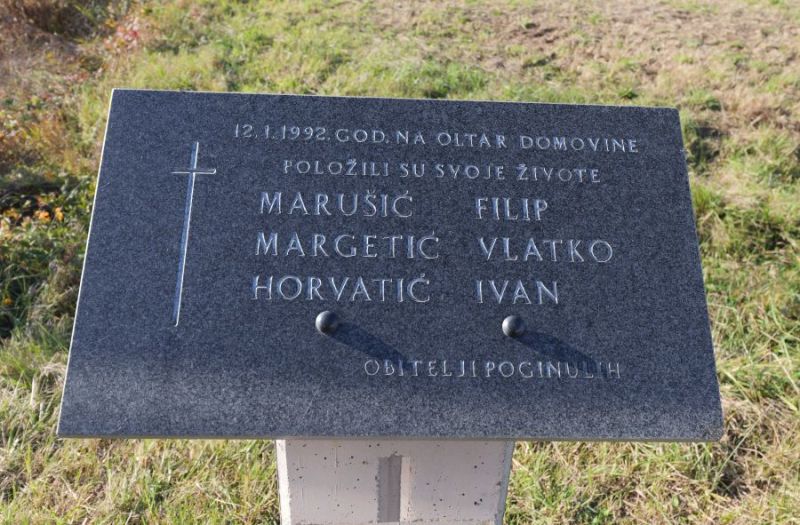 12. 1. 1992. GOD. NA OLTAR DOMOVINE
POLOŽILI SU SVOJE ŽIVOTE
MARUŠIĆ FILIP
MARGETIĆ VLATKO
HORVATIĆ IVAN
OBITELJI POGINULIH